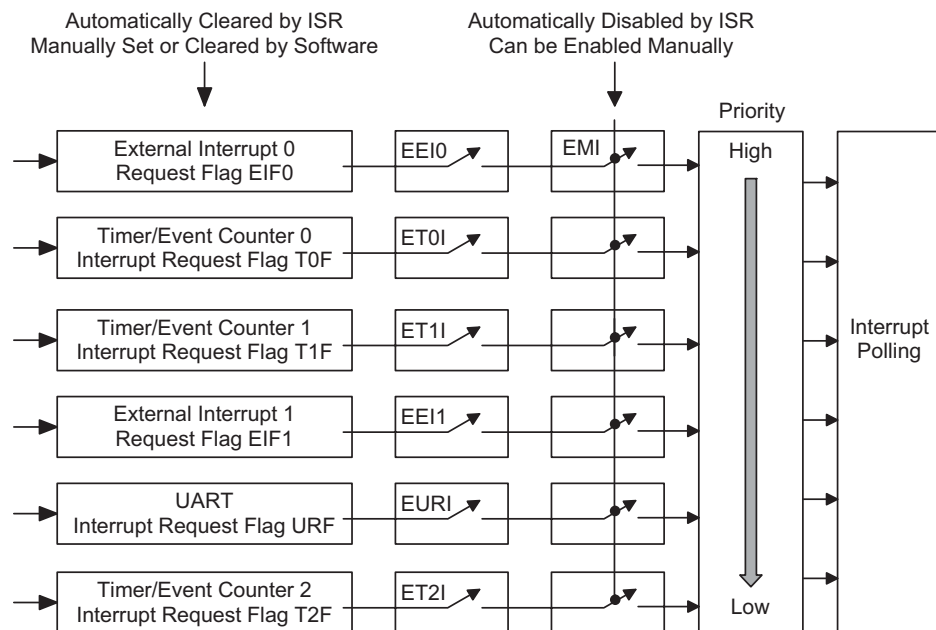 Automatically Cleared by ISR
Manually Set or Cleared by Software
Automatically Disabled by ISR
Can be Enabled Manually
Priority
External Interrupt 0
Request Flag EIF0
EEI0
EMI
High
Timer/Event Counter 0
Interrupt Request Flag T0F
ET0I
Timer/Event Counter 1
Interrupt Request Flag T1F
ET1I
Interrupt
Polling
External Interrupt 1
Request Flag EIF1
EEI1
UART
Interrupt Request Flag URF
EURI
Timer/Event Counter 2
Interrupt Request Flag T2F
ET2I
Low